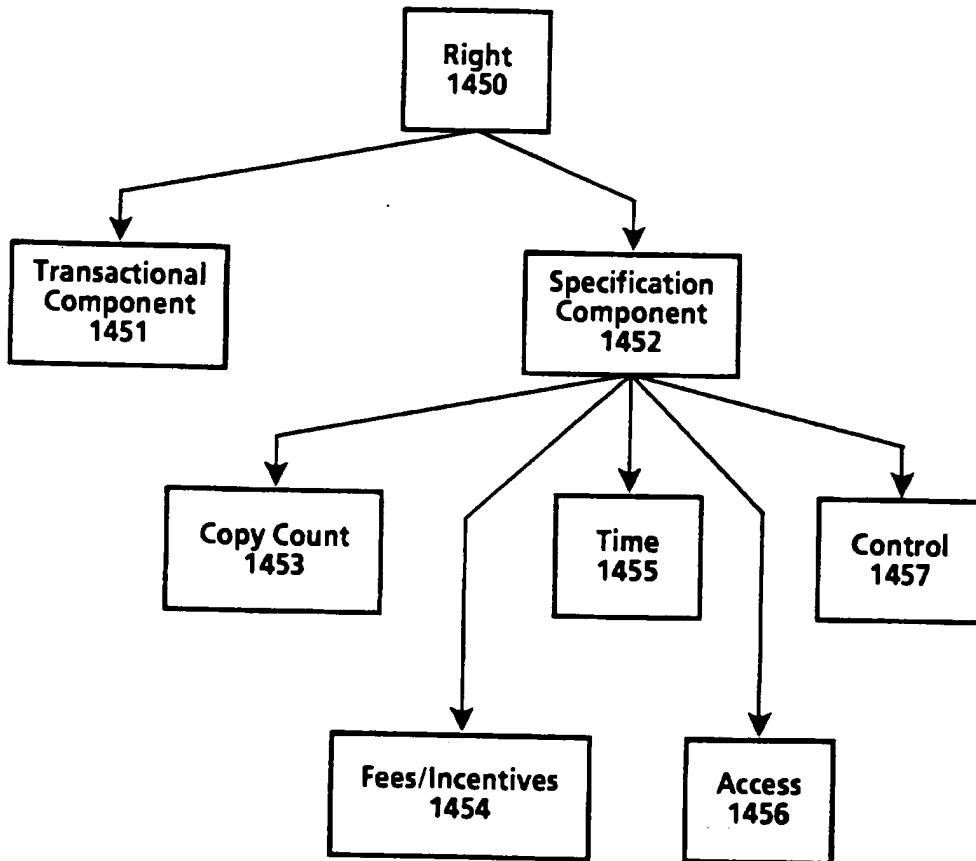 Right
1450
Transactional
Component
1451
Specification
Component
1452
Copy Count
1453
Time
1455
Control
1457
Fees/Incentives
1454
Access
1456